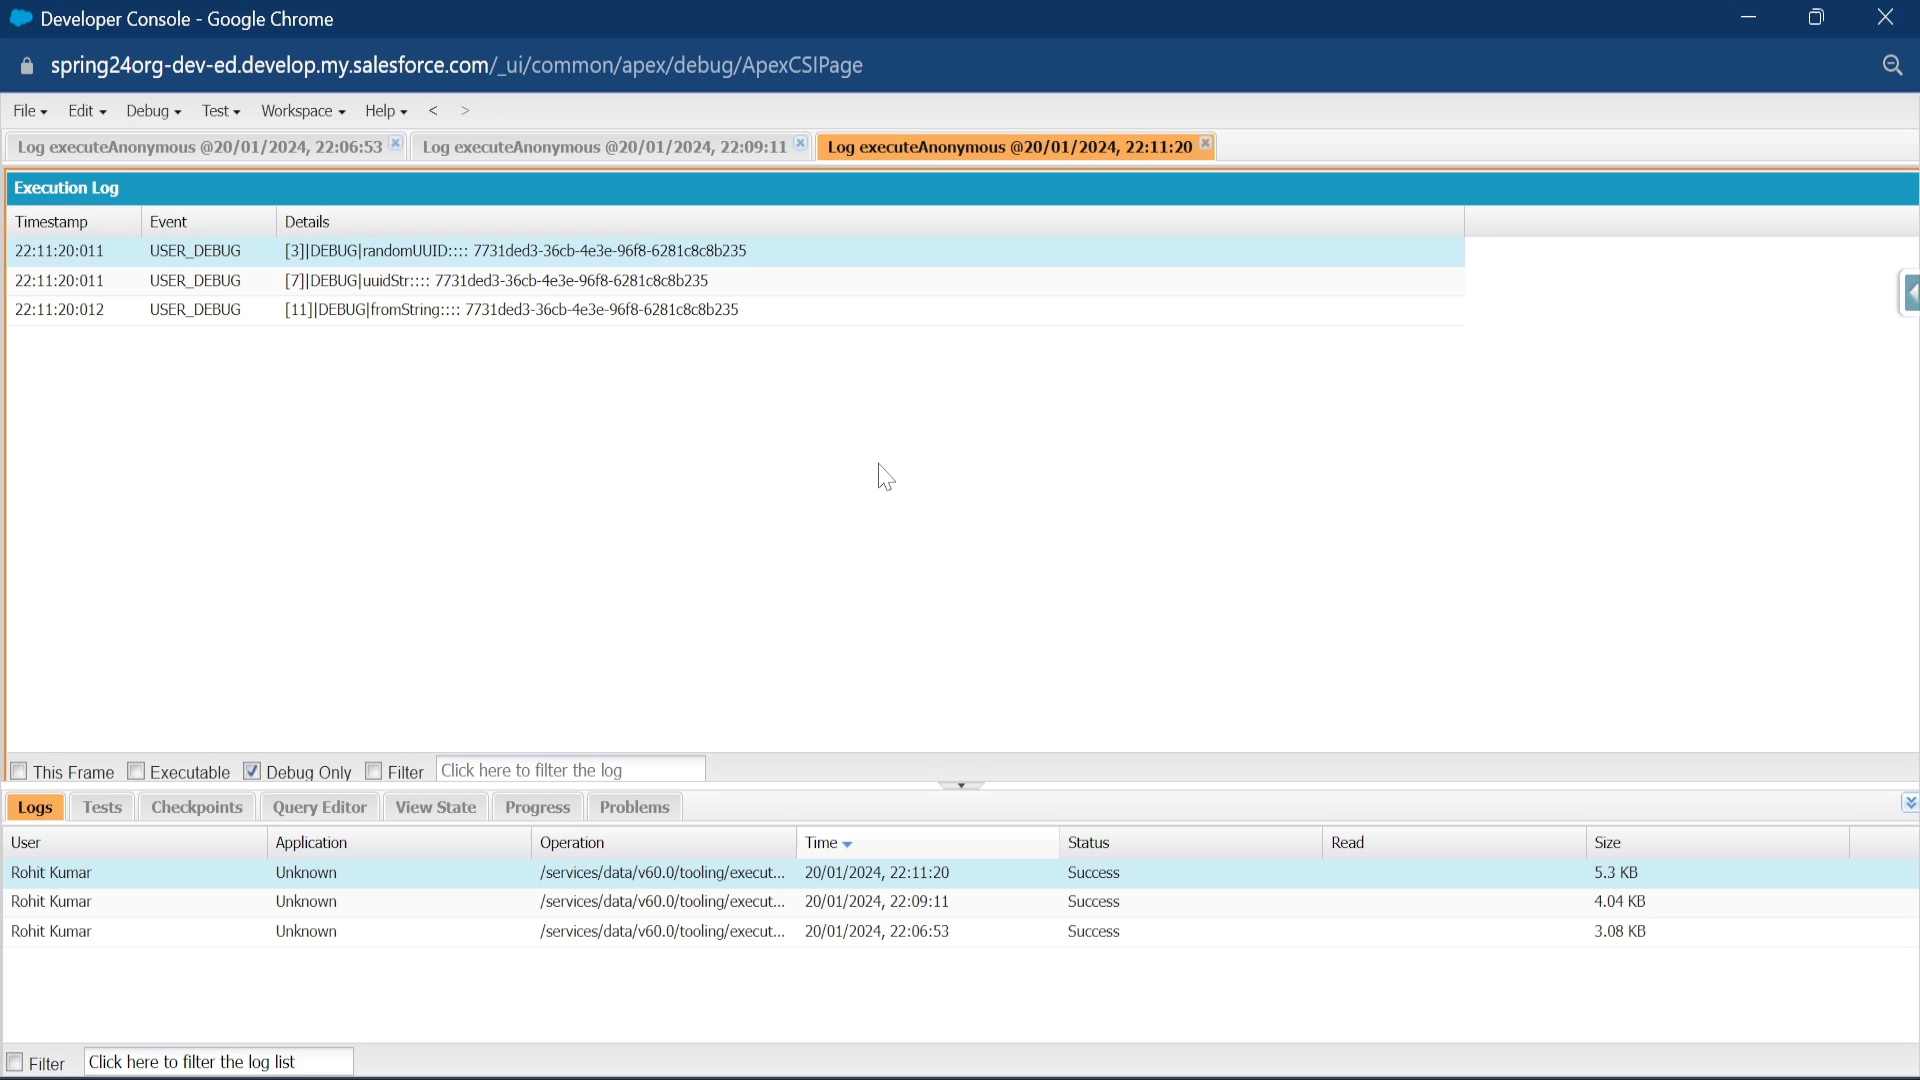 Developer Console - Google Chrome
spring24org-dev-ed.develop.my.salesforce.com/_ui/common/apex/debug/ApexCSIPage
File Edit Debug Test Workspace Help < >
Log executeAnonymous @20/01/2024, 22:06:53 Log executeAnonymous @20/01/2024, 22:09:11 Log executeAnonymous @20/01/2024, 22:11:20
Execution Log
Timestamp Event Details
22:11:20:011 USER_DEBUG [3]|DEBUG|randomUUID:::: 7731ded3-36cb-4e3e-96f8-6281c8c8b235
22:11:20:011 USER_DEBUG [7]|DEBUG|uuidStr:::: 7731ded3-36cb-4e3e-96f8-6281c8c8b235
22:11:20:012 USER_DEBUG [11]|DEBUG|fromString:::: 7731ded3-36cb-4e3e-96f8-6281c8c8b235
This Frame Executable Debug Only Filter Click here to filter the log
Logs Tests Checkpoints Query Editor View State Progress Problems
User Application Operation Time Status Read Size
Rohit Kumar Unknown /services/data/v60.0/tooling/execut... 20/01/2024, 22:11:20 Success 5.3 KB
Rohit Kumar Unknown /services/data/v60.0/tooling/execut... 20/01/2024, 22:09:11 Success 4.04 KB
Rohit Kumar Unknown /services/data/v60.0/tooling/execut... 20/01/2024, 22:06:53 Success 3.08 KB
Filter Click here to filter the log list